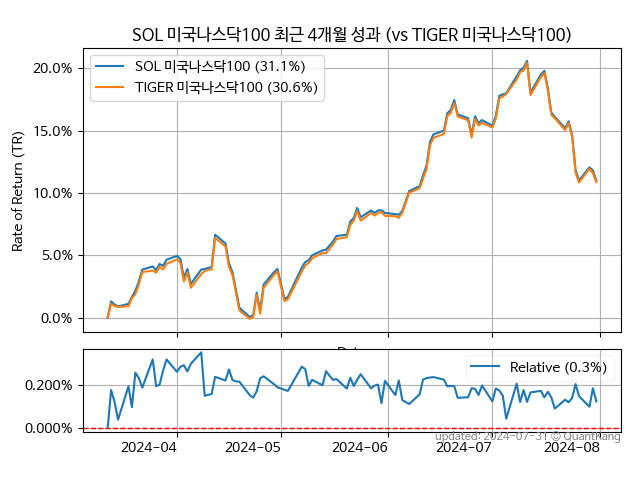 SOL 미국나스닥100 최근 4개월 성과 (vs TIGER 미국나스닥100)
SOL 미국나스닥100 (31.1%)
TIGER 미국나스닥100 (30.6%)
Rate of Return (TR)
20.0%
15.0%
10.0%
5.0%
0.0%
Relative (0.3%)
0.200%
0.000%
updated: 2024-07-31 © QuantHang
2024-04
2024-05
2024-06
2024-07
2024-08